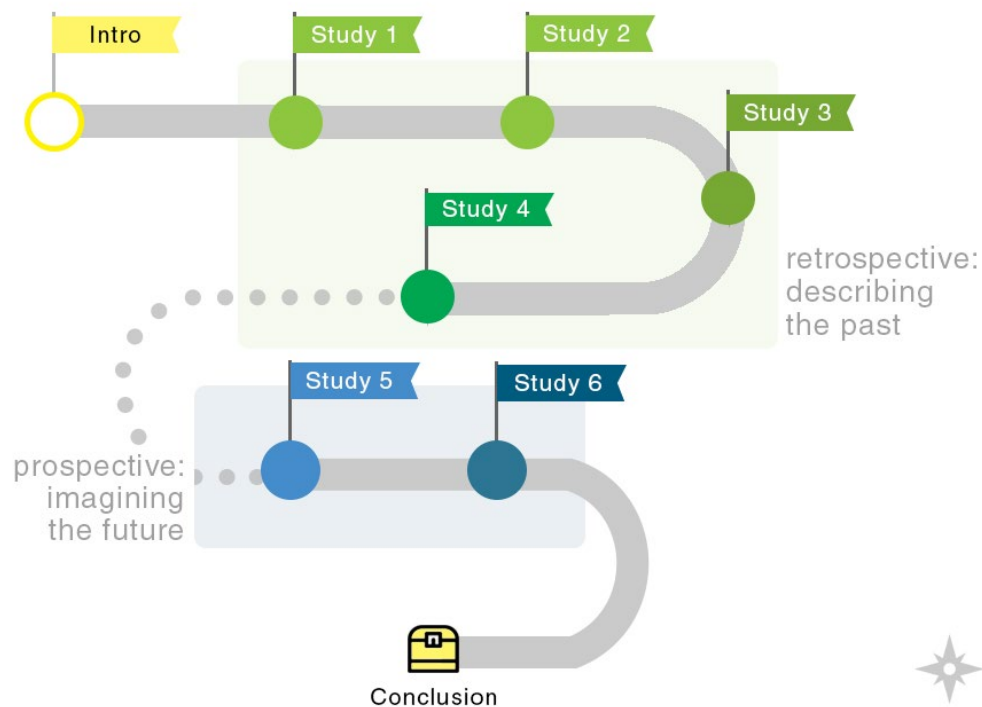 Intro
Study 1
Study 2
Study 3
Study 4
retrospective:
describing
the past
Study 5
Study 6
prospective:
imagining
the future
Conclusion